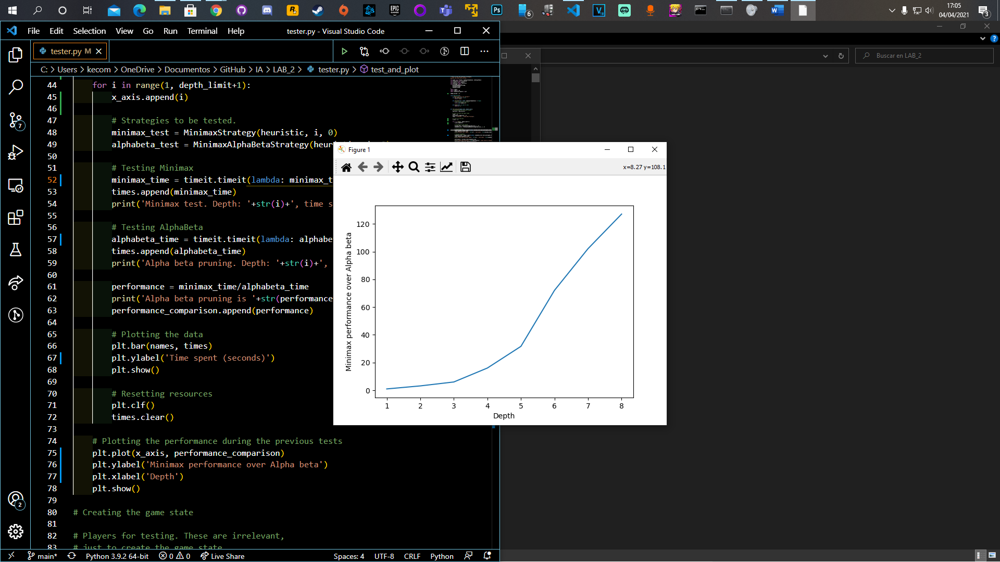 17:05
04/04/2021
6
3
File Edit Selection View Go Run Terminal Help
tester.py - Visual Studio Code
tester.py M
Buscar en LAB_2
C: > Users > kecom > OneDrive > Documentos > GitHub > IA > LAB_2 > tester.py > test_and_plot
44 for i in range(1, depth_limit+1):
45 x_axis.append(i)
46
47 # Strategies to be tested.
48 minimax_test = MinimaxStrategy(heuristic, i, 0)
49 alphabeta_test = MinimaxAlphaBetaStrategy(heur
50
51 # Testing Minimax
52 minimax_time = timeit.timeit(lambda: minimax_t
53 times.append(minimax_time)
54 print('Minimax test. Depth: '+str(i)+', time s
55
56 # Testing AlphaBeta
57 alphabeta_time = timeit.timeit(lambda: alphabe
58 times.append(alphabeta_time)
59 print('Alpha beta pruning. Depth: '+str(i)+',
60
61 performance = minimax_time/alphabeta_time
62 print('Alpha beta pruning is '+str(performance
63 performance_comparison.append(performance)
64
65 # Plotting the data
66 plt.bar(names, times)
67 plt.ylabel('Time spent (seconds)')
68 plt.show()
69
70 # Resetting resources
71 plt.clf()
72 times.clear()
73
74 # Plotting the performance during the previous tests
75 plt.plot(x_axis, performance_comparison)
76 plt.ylabel('Minimax performance over Alpha beta')
77 plt.xlabel('Depth')
78 plt.show()
79
80 # Creating the game state
81
82 # Players for testing. These are irrelevant,
83 # just to create the game state
7
2
Figure 1
x=8.27 y=108.1
Minimax performance over Alpha beta
120
100
80
60
40
20
0
1 2 3 4 5 6 7 8
Depth
main* Python 3.9.2 64-bit 0 0 Live Share
Spaces: 4 UTF-8 CRLF Python